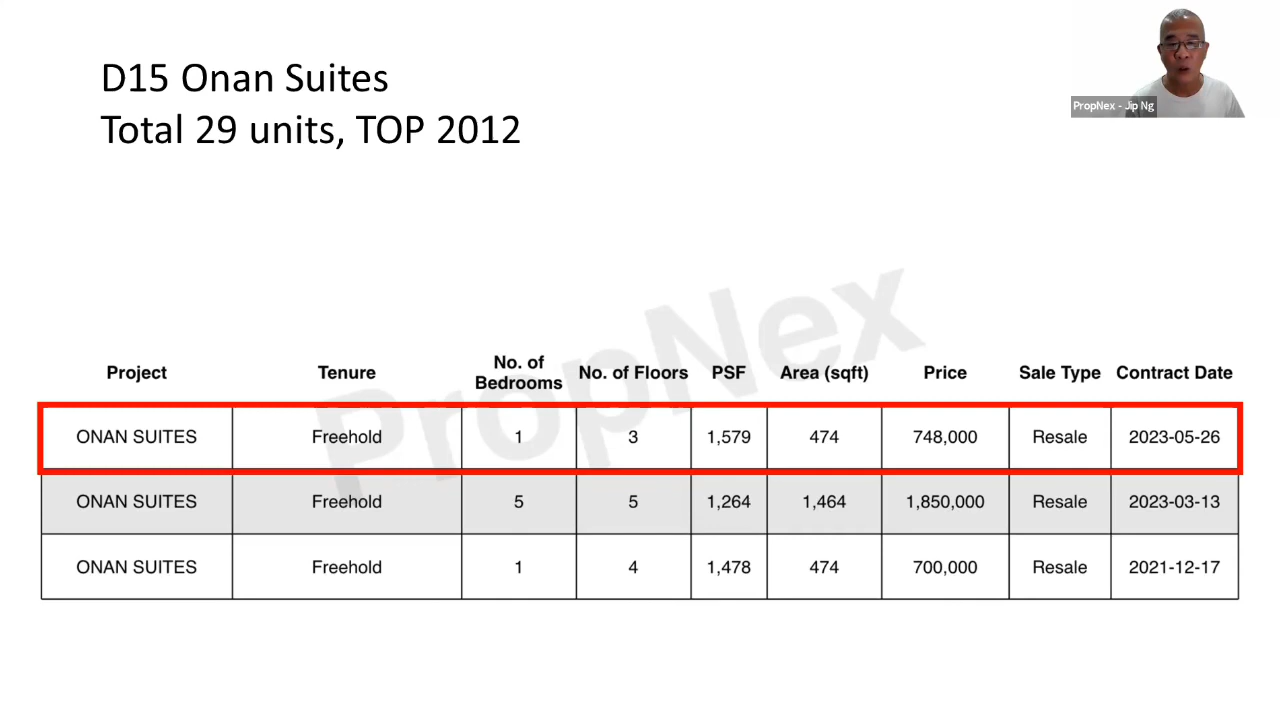 D15 Onan Suites
Total 29 units, TOP 2012
PropNex - Jip Ng
PropNex
Project Tenure No. of Bedrooms No. of Floors PSF Area (sqft) Price Sale Type Contract Date
ONAN SUITES Freehold 1 3 1,579 474 748,000 Resale 2023-05-26
ONAN SUITES Freehold 5 5 1,264 1,464 1,850,000 Resale 2023-03-13
ONAN SUITES Freehold 1 4 1,478 474 700,000 Resale 2021-12-17